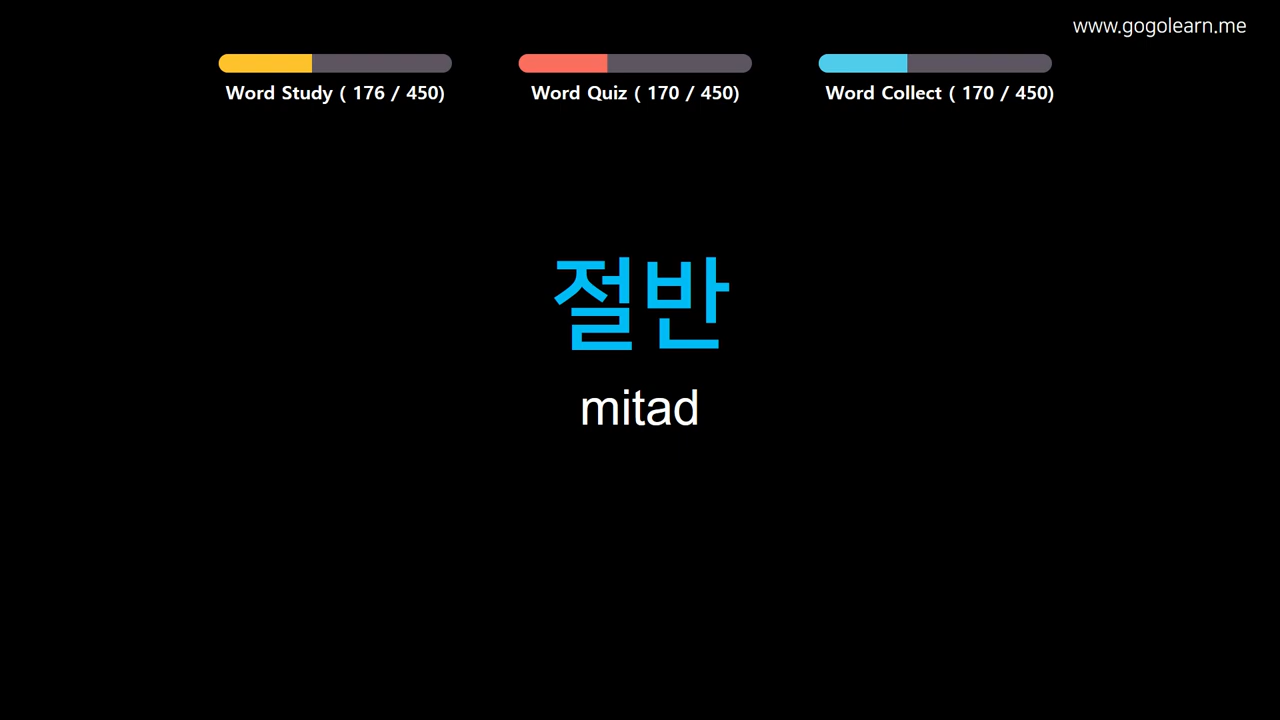 www.gogolearn.me
Word Study ( 176 / 450)
Word Quiz ( 170 / 450)
Word Collect ( 170 / 450)
절반
mitad